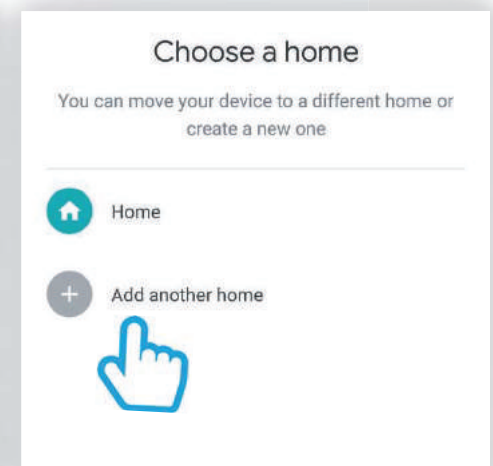 Choose a home
You can move your device to a different home or
create a new one
Home
Add another home